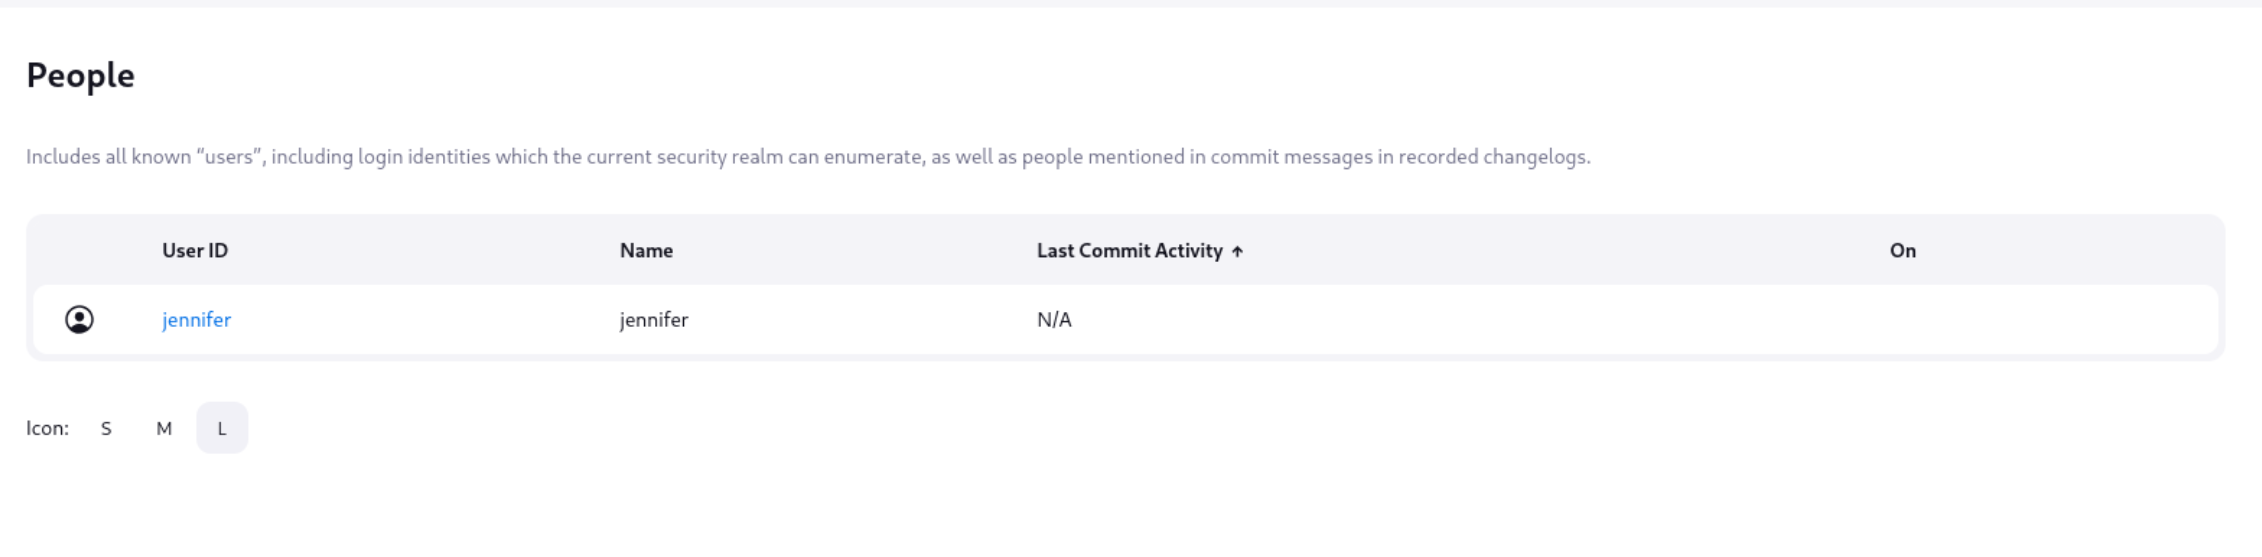 People
Includes all known “users”, including login identities which the current security realm can enumerate, as well as people mentioned in commit messages in recorded changelogs.
User ID Name Last Commit Activity ↑ On
jennifer jennifer N/A
Icon: S M L